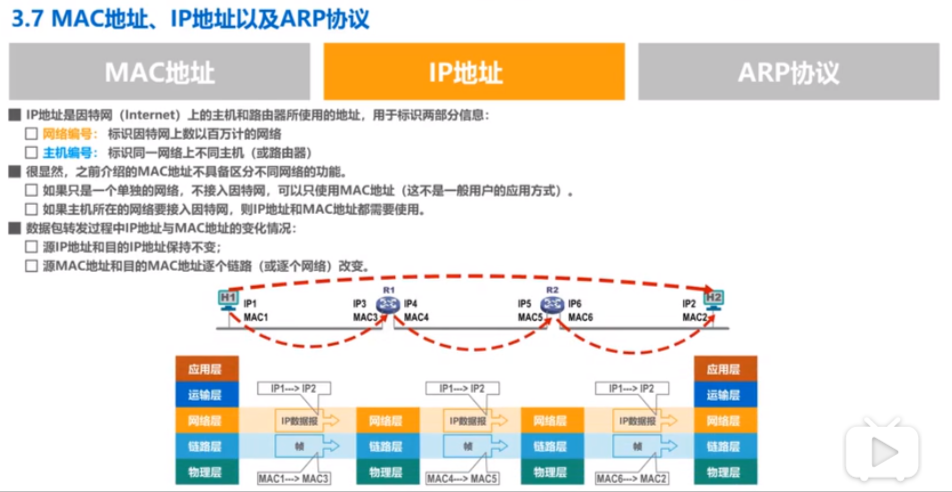 3.7 MAC地址、IP地址以及ARP协议
MAC地址 IP地址 ARP协议
■ IP地址是因特网（Internet）上的主机和路由器所使用的地址，用于标识两部分信息：
□ 网络编号： 标识因特网上数以百万计的网络
□ 主机编号： 标识同一网络上不同主机（或路由器）
■ 很显然，之前介绍的MAC地址不具备区分不同网络的功能。
□ 如果只是一个单独的网络，不接入因特网，可以只使用MAC地址（这不是一般用户的应用方式）。
□ 如果主机所在的网络要接入因特网，则IP地址和MAC地址都需要使用。
■ 数据包转发过程中IP地址与MAC地址的变化情况：
□ 源IP地址和目的IP地址保持不变；
□ 源MAC地址和目的MAC地址逐个链路（或逐个网络）改变。
R1 R2
H1 H2
IP1 IP3 IP4 IP5 IP6 IP2
MAC1 MAC3 MAC4 MAC5 MAC6 MAC2
应用层 应用层
运输层 IP1---> IP2 IP1---> IP2 IP1---> IP2 运输层
网络层 IP数据报 网络层 IP数据报 网络层 IP数据报 网络层
链路层 帧 链路层 帧 链路层 帧 链路层
物理层 MAC1---> MAC3 物理层 MAC4---> MAC5 物理层 MAC6---> MAC2 物理层